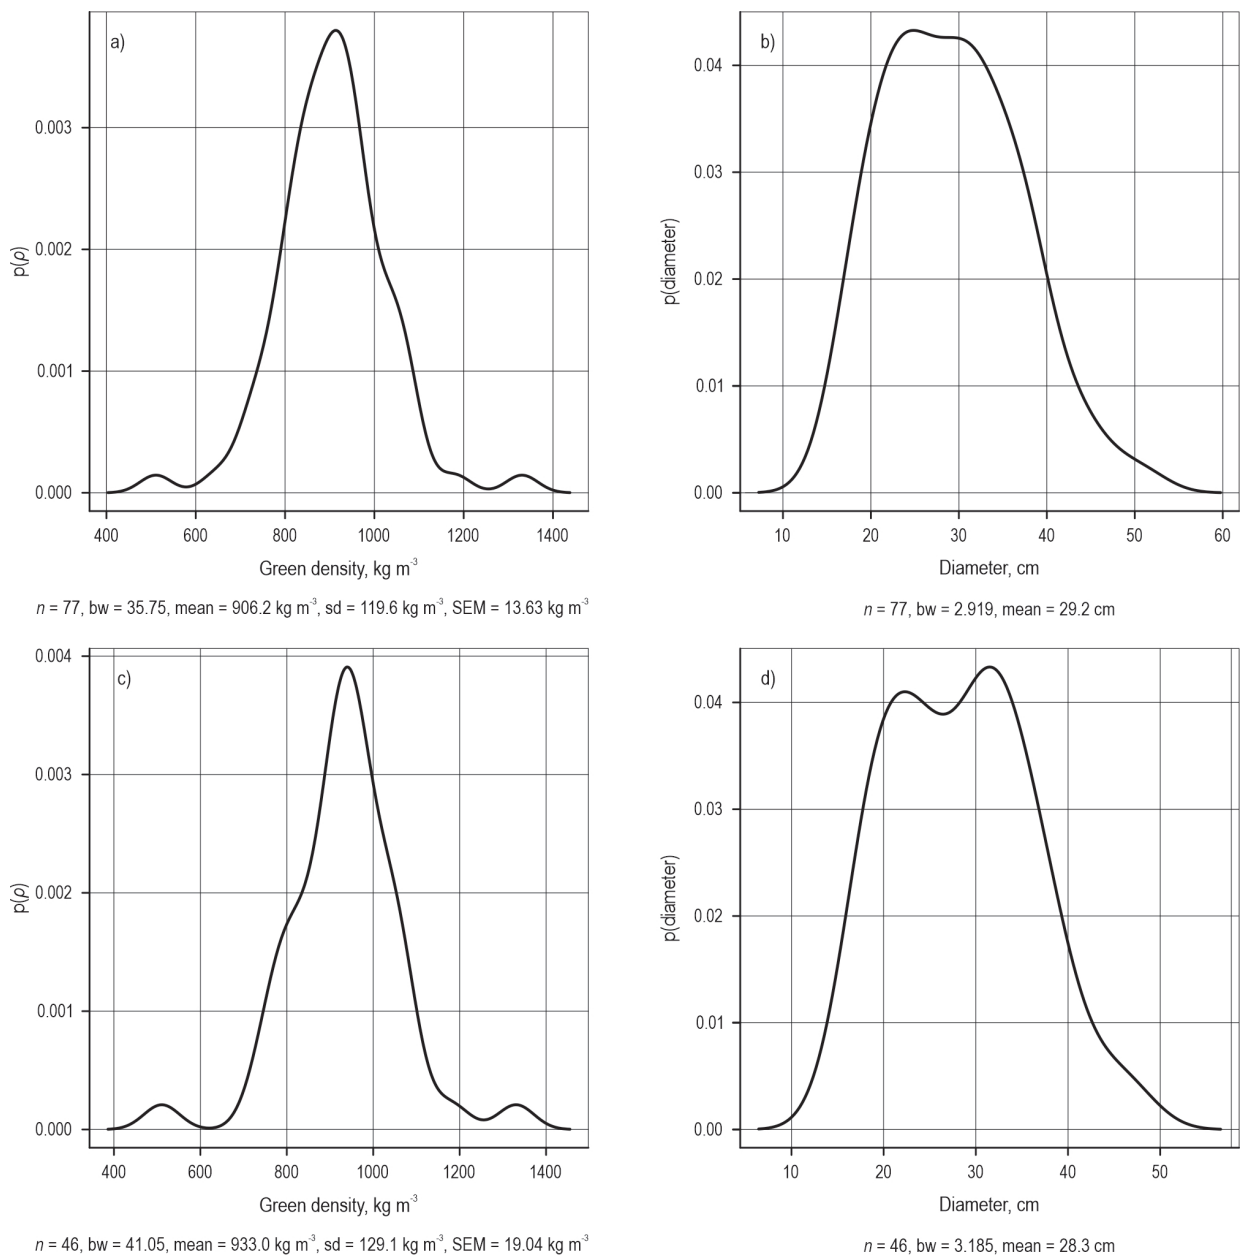 a)
0.003
0.002
0.001
0.000
p(ρ)
400 600 800 1000 1200 1400
Green density, kg m⁻³
n = 77, bw = 35.75, mean = 906.2 kg m⁻³, sd = 119.6 kg m⁻³, SEM = 13.63 kg m⁻³
b)
0.04
0.03
0.02
0.01
0.00
p(diameter)
10 20 30 40 50 60
Diameter, cm
n = 77, bw = 2.919, mean = 29.2 cm
c)
0.004
0.003
0.002
0.001
0.000
p(ρ)
400 600 800 1000 1200 1400
Green density, kg m⁻³
n = 46, bw = 41.05, mean = 933.0 kg m⁻³, sd = 129.1 kg m⁻³, SEM = 19.04 kg m⁻³
d)
0.04
0.03
0.02
0.01
0.00
p(diameter)
10 20 30 40 50
Diameter, cm
n = 46, bw = 3.185, mean = 28.3 cm